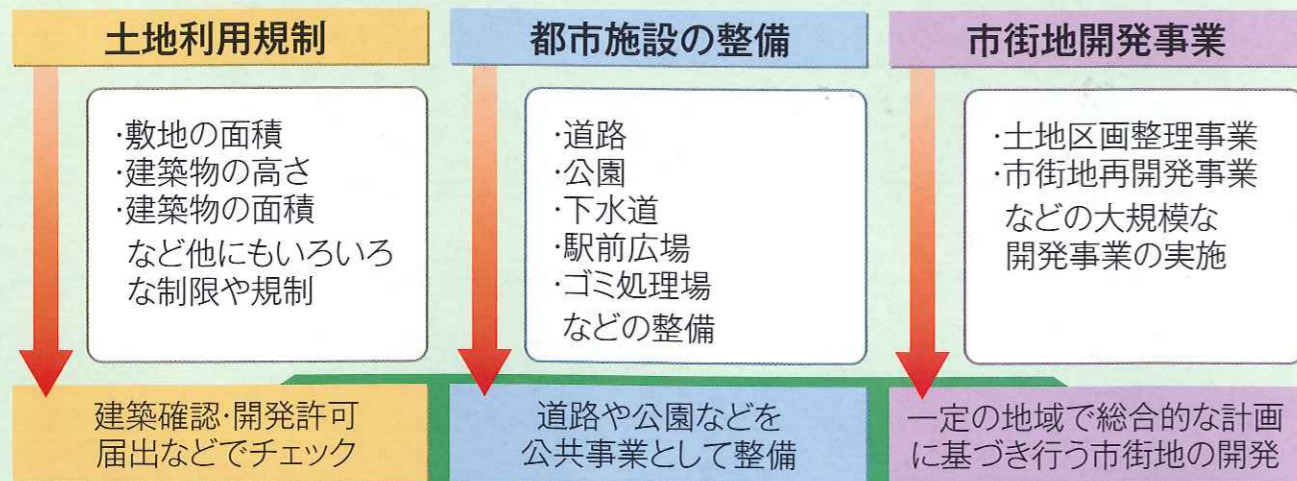 土地利用規制
・敷地の面積
・建築物の高さ
・建築物の面積
など他にもいろいろ
な制限や規制
建築確認・開発許可
届出などでチェック
都市施設の整備
・道路
・公園
・下水道
・駅前広場
・ゴミ処理場
などの整備
道路や公園などを
公共事業として整備
市街地開発事業
・土地区画整理事業
・市街地再開発事業
などの大規模な
開発事業の実施
一定の地域で総合的な計画
に基づき行う市街地の開発